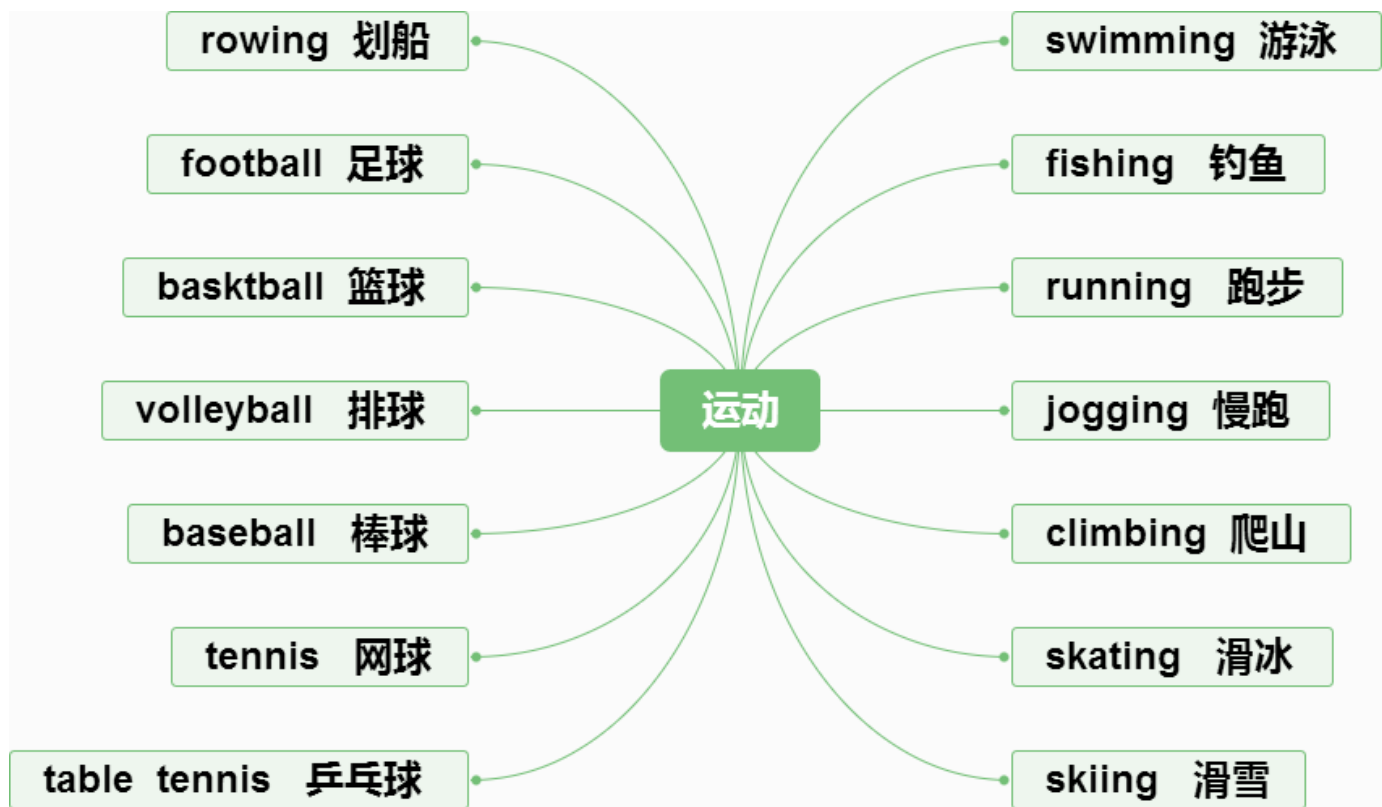 rowing 划船
football 足球
basktball 篮球
volleyball 排球
baseball 棒球
tennis 网球
table tennis 乒乓球
运动
swimming 游泳
fishing 钓鱼
running 跑步
jogging 慢跑
climbing 爬山
skating 滑冰
skiing 滑雪